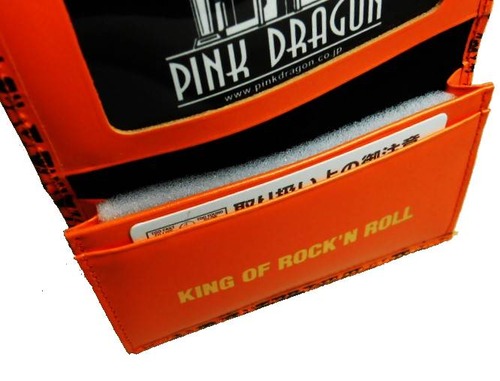 PINK DRAGON
www.pinkdragon.co.jp
取り扱い上の御注意
KING OF ROCK'N ROLL